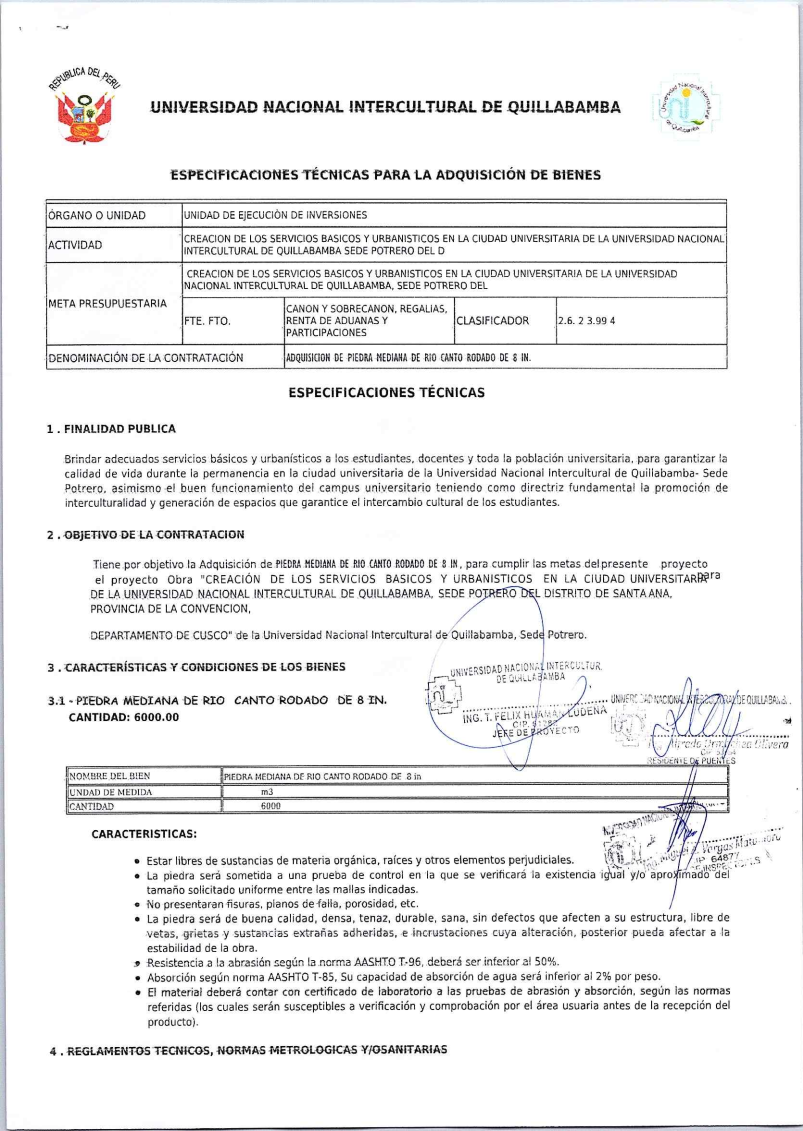 REPUBLICA DEL PERU
UNIVERSIDAD NACIONAL INTERCULTURAL DE QUILLABAMBA
Universidad Nacional Intercultural de Quillabamba
ESPECIFICACIONES TÉCNICAS PARA LA ADQUISICIÓN DE BIENES
ÓRGANO O UNIDAD UNIDAD DE EJECUCIÓN DE INVERSIONES
ACTIVIDAD
CREACION DE LOS SERVICIOS BASICOS Y URBANISTICOS EN LA CIUDAD UNIVERSITARIA DE LA UNIVERSIDAD NACIONAL
INTERCULTURAL DE QUILLABAMBA SEDE POTRERO DEL D
META PRESUPUESTARIA
CREACION DE LOS SERVICIOS BASICOS Y URBANISTICOS EN LA CIUDAD UNIVERSITARIA DE LA UNIVERSIDAD
NACIONAL INTERCULTURAL DE QUILLABAMBA, SEDE POTRERO DEL
FTE. FTO.
CANON Y SOBRECANON, REGALIAS,
RENTA DE ADUANAS Y
PARTICIPACIONES
CLASIFICADOR
2.6. 2 3.99 4
DENOMINACIÓN DE LA CONTRATACIÓN ADQUISICION DE PIEDRA MEDIANA DE RIO CANTO RODADO DE 8 IN.
ESPECIFICACIONES TÉCNICAS
1 . FINALIDAD PUBLICA
Brindar adecuados servicios básicos y urbanísticos a los estudiantes, docentes y toda la población universitaria, para garantizar la
calidad de vida durante la permanencia en la ciudad universitaria de la Universidad Nacional Intercultural de Quillabamba- Sede
Potrero, asimismo el buen funcionamiento del campus universitario teniendo como directriz fundamental la promoción de
interculturalidad y generación de espacios que garantice el intercambio cultural de los estudiantes.
2 . OBJETIVO DE LA CONTRATACION
Tiene por objetivo la Adquisición de PIEDRA MEDIANA DE RIO CANTO RODADO DE 8 IN, para cumplir las metas del presente proyecto
el proyecto Obra "CREACIÓN DE LOS SERVICIOS BASICOS Y URBANISTICOS EN LA CIUDAD UNIVERSITARIA para
DE LA UNIVERSIDAD NACIONAL INTERCULTURAL DE QUILLABAMBA, SEDE POTRERO DEL DISTRITO DE SANTA ANA,
PROVINCIA DE LA CONVENCION,
DEPARTAMENTO DE CUSCO" de la Universidad Nacional Intercultural de Quillabamba, Sede Potrero.
3 . CARACTERÍSTICAS Y CONDICIONES DE LOS BIENES
UNIVERSIDAD NACIONAL INTERCULTUR.
DE QUILLABAMBA
ING. T. FELIX HUAMAN LUDEÑA
CIP.
JEFE DE PROYECTO
UNIVERSIDAD NACIONAL INTERCULTURAL DE QUILLABAMBA
Olivera
RESIDENTE DE PUENTES
3.1 - PIEDRA MEDIANA DE RIO CANTO RODADO DE 8 IN.
CANTIDAD: 6000.00
NOMBRE DEL BIEN PIEDRA MEDIANA DE RIO CANTO RODADO DE 8 in
UNDAD DE MEDIDA m3
CANTIDAD 6000
Vargas
64877
CARACTERISTICAS:
• Estar libres de sustancias de materia orgánica, raíces y otros elementos perjudiciales.
• La piedra será sometida a una prueba de control en la que se verificará la existencia igual y/o aproximado del
tamaño solicitado uniforme entre las mallas indicadas.
• No presentaran fisuras, planos de falla, porosidad, etc.
• La piedra será de buena calidad, densa, tenaz, durable, sana, sin defectos que afecten a su estructura, libre de
vetas, grietas y sustancias extrañas adheridas, e incrustaciones cuya alteración, posterior pueda afectar a la
estabilidad de la obra.
• Resistencia a la abrasión según la norma AASHTO T-96, deberá ser inferior al 50%.
• Absorción según norma AASHTO T-85, Su capacidad de absorción de agua será inferior al 2% por peso.
• El material deberá contar con certificado de laboratorio a las pruebas de abrasión y absorción, según las normas
referidas (los cuales serán susceptibles a verificación y comprobación por el área usuaria antes de la recepción del
producto).
4 . REGLAMENTOS TECNICOS, NORMAS METROLOGICAS Y/OSANITARIAS